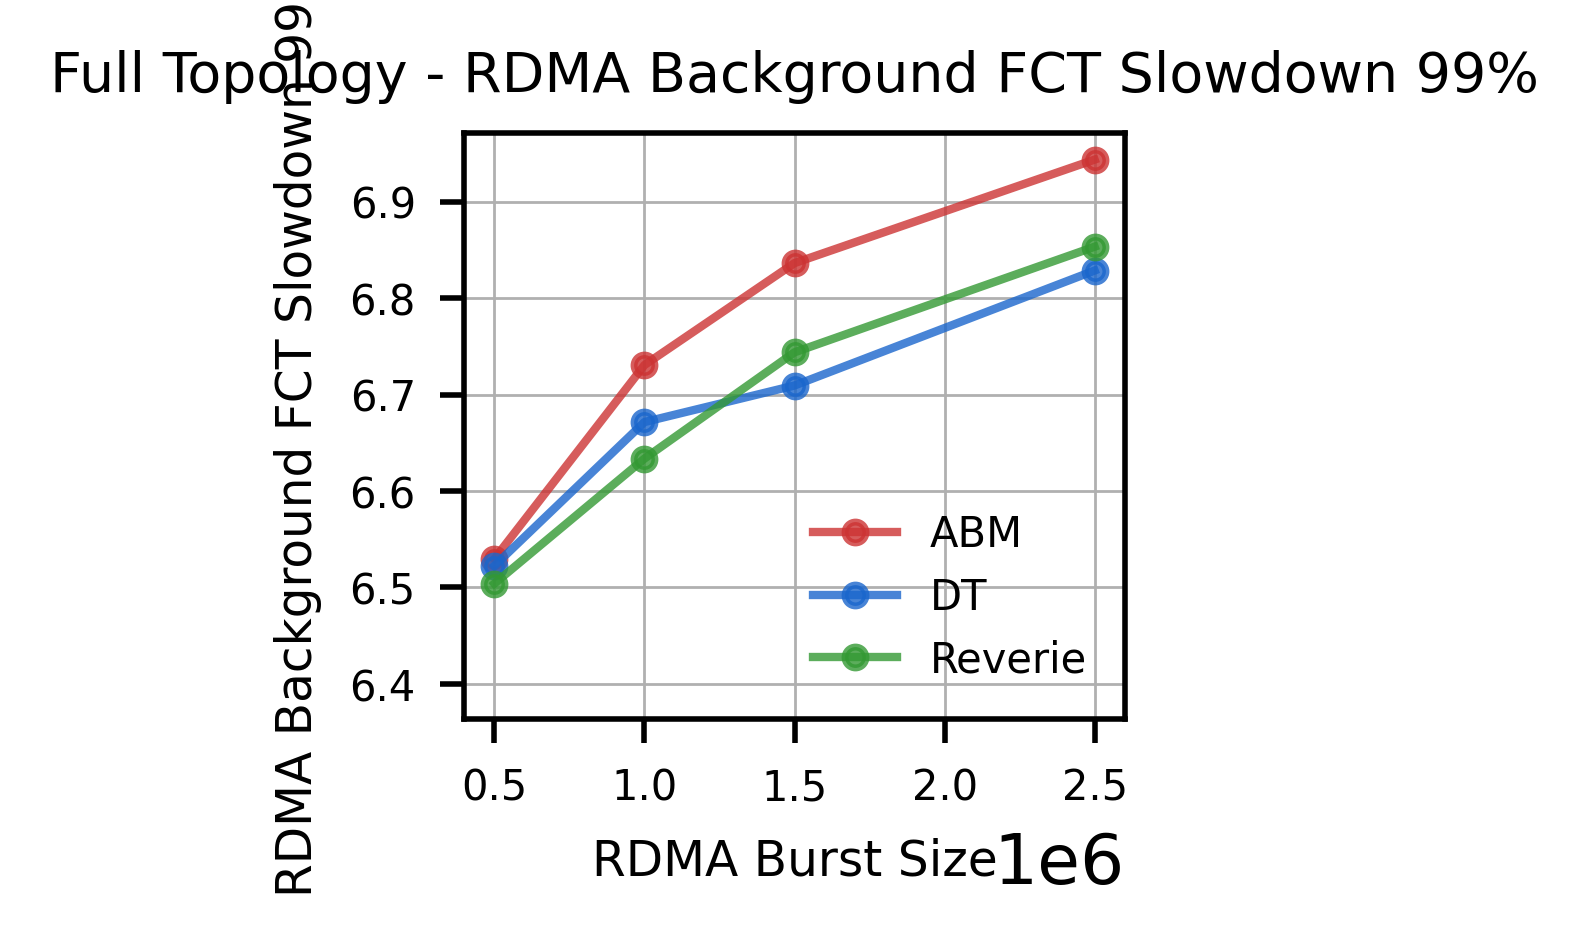 Full Topology - RDMA Background FCT Slowdown 99%
RDMA Background FCT Slowdown 99
6.9
6.8
6.7
6.6
6.5
6.4
ABM
DT
Reverie
0.5 1.0 1.5 2.0 2.5
RDMA Burst Size
1e6